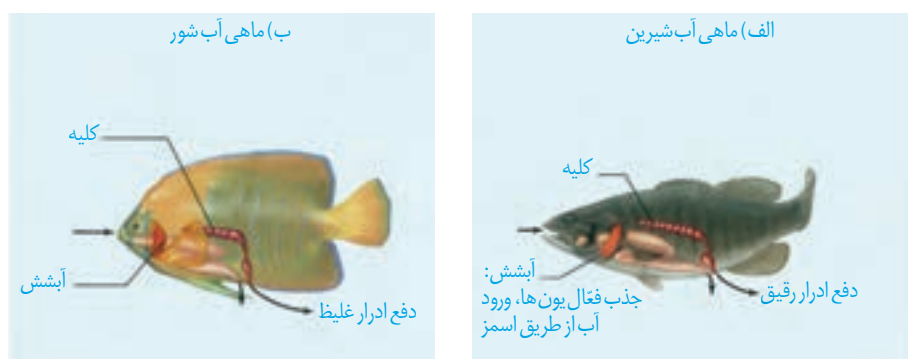 الف) ماهی آب شیرین
کلیه
آبشش:
جذب فعّال یون‌ها، ورود
آب از طریق اسمز
دفع ادرار رقیق
ب) ماهی آب شور
کلیه
آبشش
دفع ادرار غلیظ